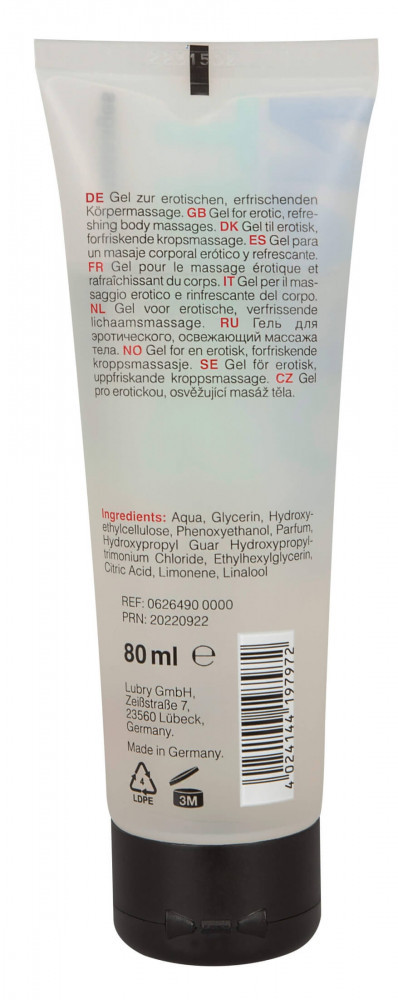 15
DE Gel zur erotischen, erfrischenden
Körpermassage. GB Gel for erotic, refre-
shing body massages. DK Gel til erotisk,
forfriskende kropsmassage. ES Gel para
un masaje corporal erótico y refrescante.
FR Gel pour le massage érotique et
rafraîchissant du corps. IT Gel per il mas-
saggio erotico e rinfrescante del corpo.
NL Gel voor erotische, verfrissende
lichaamsmassage. RU Гель для
эротического, освежающий массажа
тела. NO Gel for en erotisk, forfriskende
kroppsmassasje. SE Gel för erotisk,
uppfriskande kroppsmassage. CZ Gel
pro erotickou, osvěžující masáž těla.
Ingredients: Aqua, Glycerin, Hydroxy-
ethylcellulose, Phenoxyethanol, Parfum,
Hydroxypropyl Guar Hydroxypropyl-
trimonium Chloride, Ethylhexylglycerin,
Citric Acid, Limonene, Linalool
REF: 0626490 0000
PRN: 20220922
80 ml ℮
Lubry GmbH,
Zeißstraße 7,
23560 Lübeck,
Germany.
Made in Germany.
4
LDPE
3M
4 024144 197972